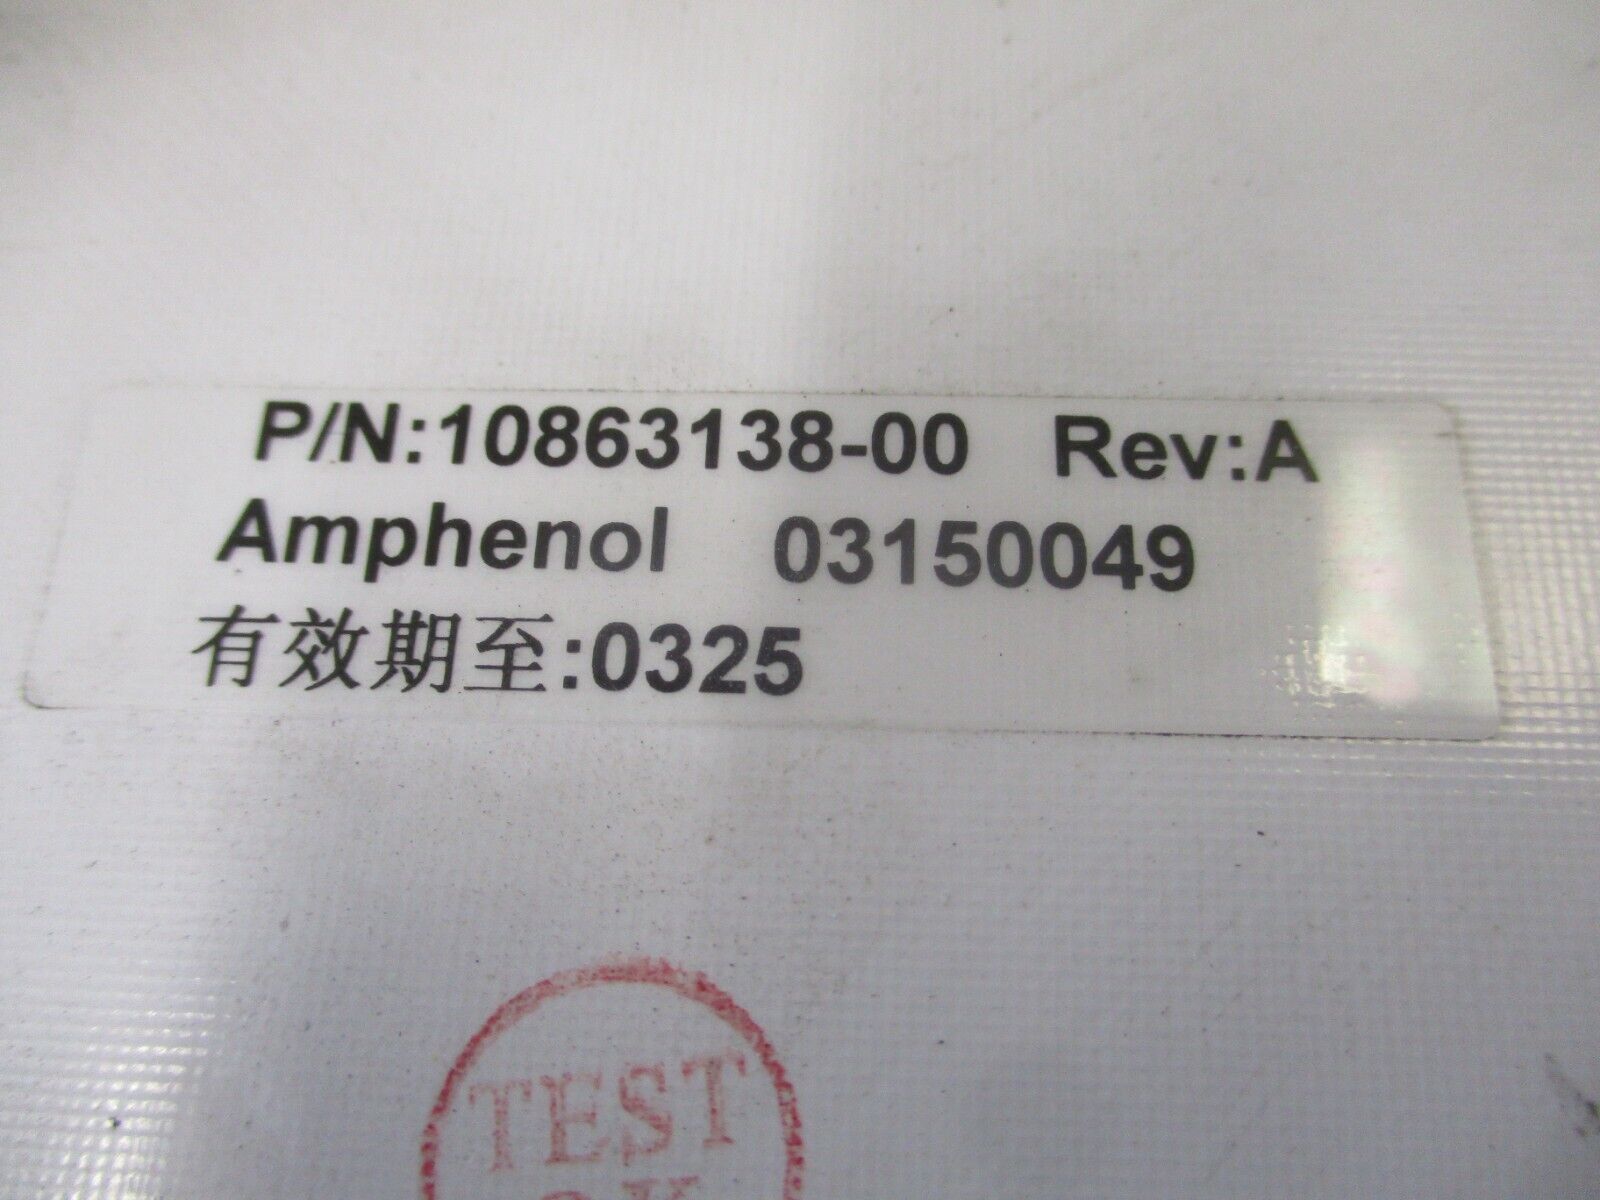 P/N:10863138-00 Rev:A
Amphenol 03150049
有效期至:0325
TEST